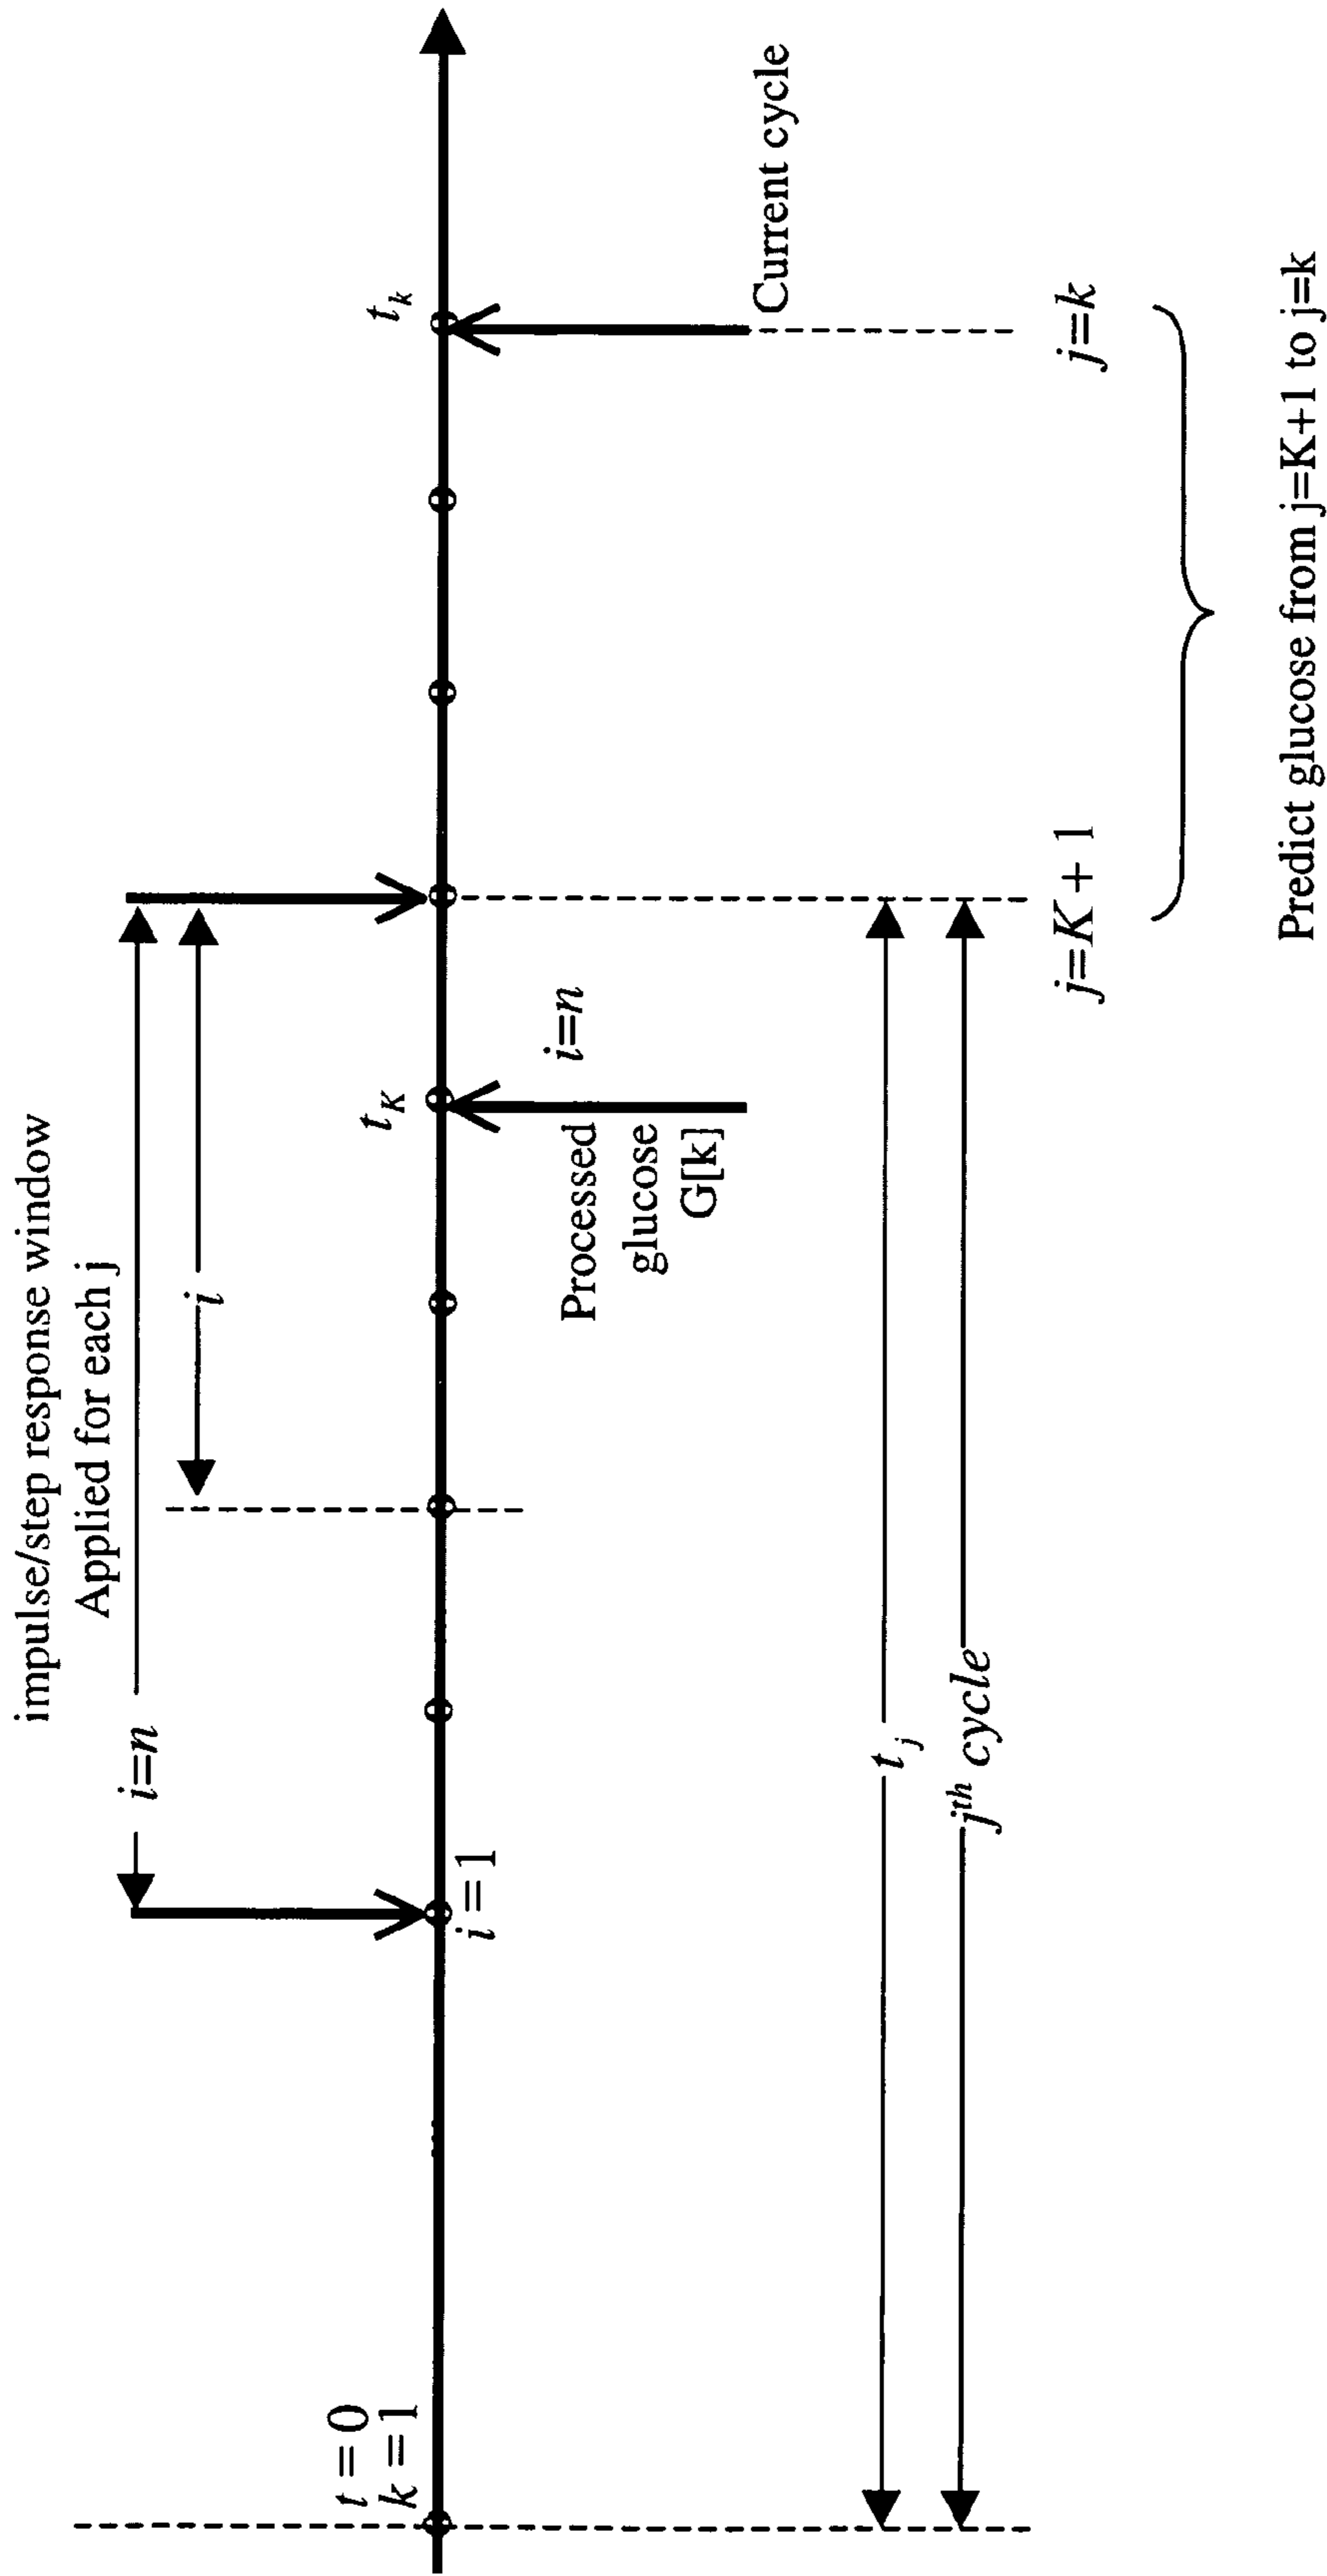 impulse/step response window
Applied for each j
i=n
i
t = 0
k = 1
i = 1
t_K
t_k
Processed
glucose
G[k]
i=n
Current cycle
t_j
j^th cycle
j=K + 1
j=k
Predict glucose from j=K+1 to j=k